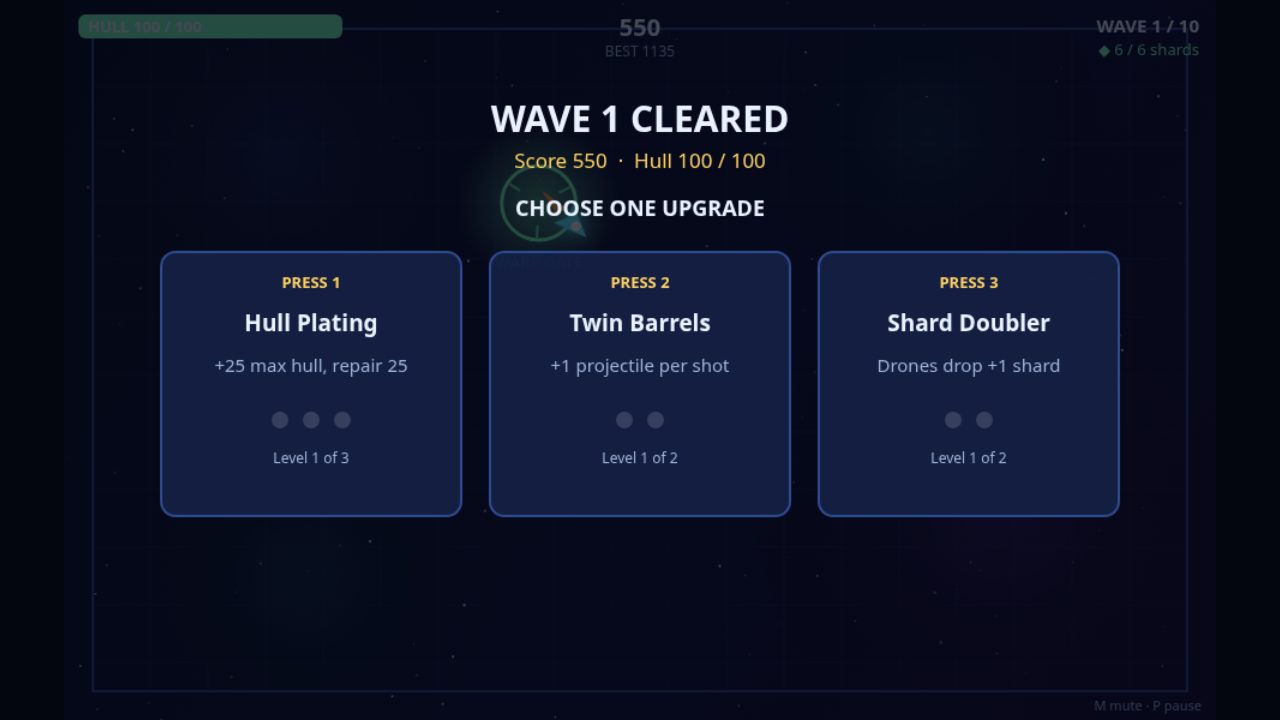 HULL 100 / 100
550
BEST 1135
WAVE 1 / 10
◆ 6 / 6 shards
WAVE 1 CLEARED
Score 550 · Hull 100 / 100
CHOOSE ONE UPGRADE
PRESS 1
Hull Plating
+25 max hull, repair 25
Level 1 of 3
PRESS 2
Twin Barrels
+1 projectile per shot
Level 1 of 2
PRESS 3
Shard Doubler
Drones drop +1 shard
Level 1 of 2
M mute · P pause